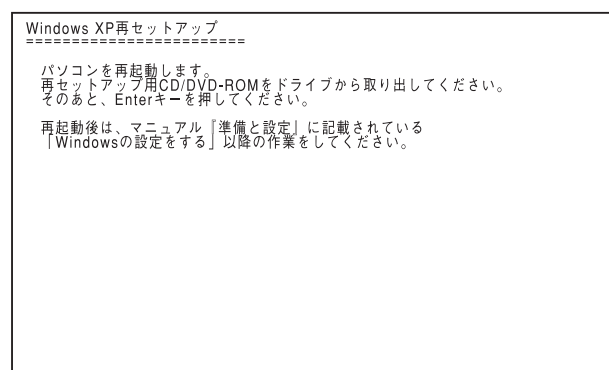 Windows XP再セットアップ
========================
パソコンを再起動します。
再セットアップ用CD/DVD-ROMをドライブから取り出してください。
そのあと、Enterキーを押してください。
再起動後は、マニュアル『準備と設定』に記載されている
「Windowsの設定をする」以降の作業をしてください。